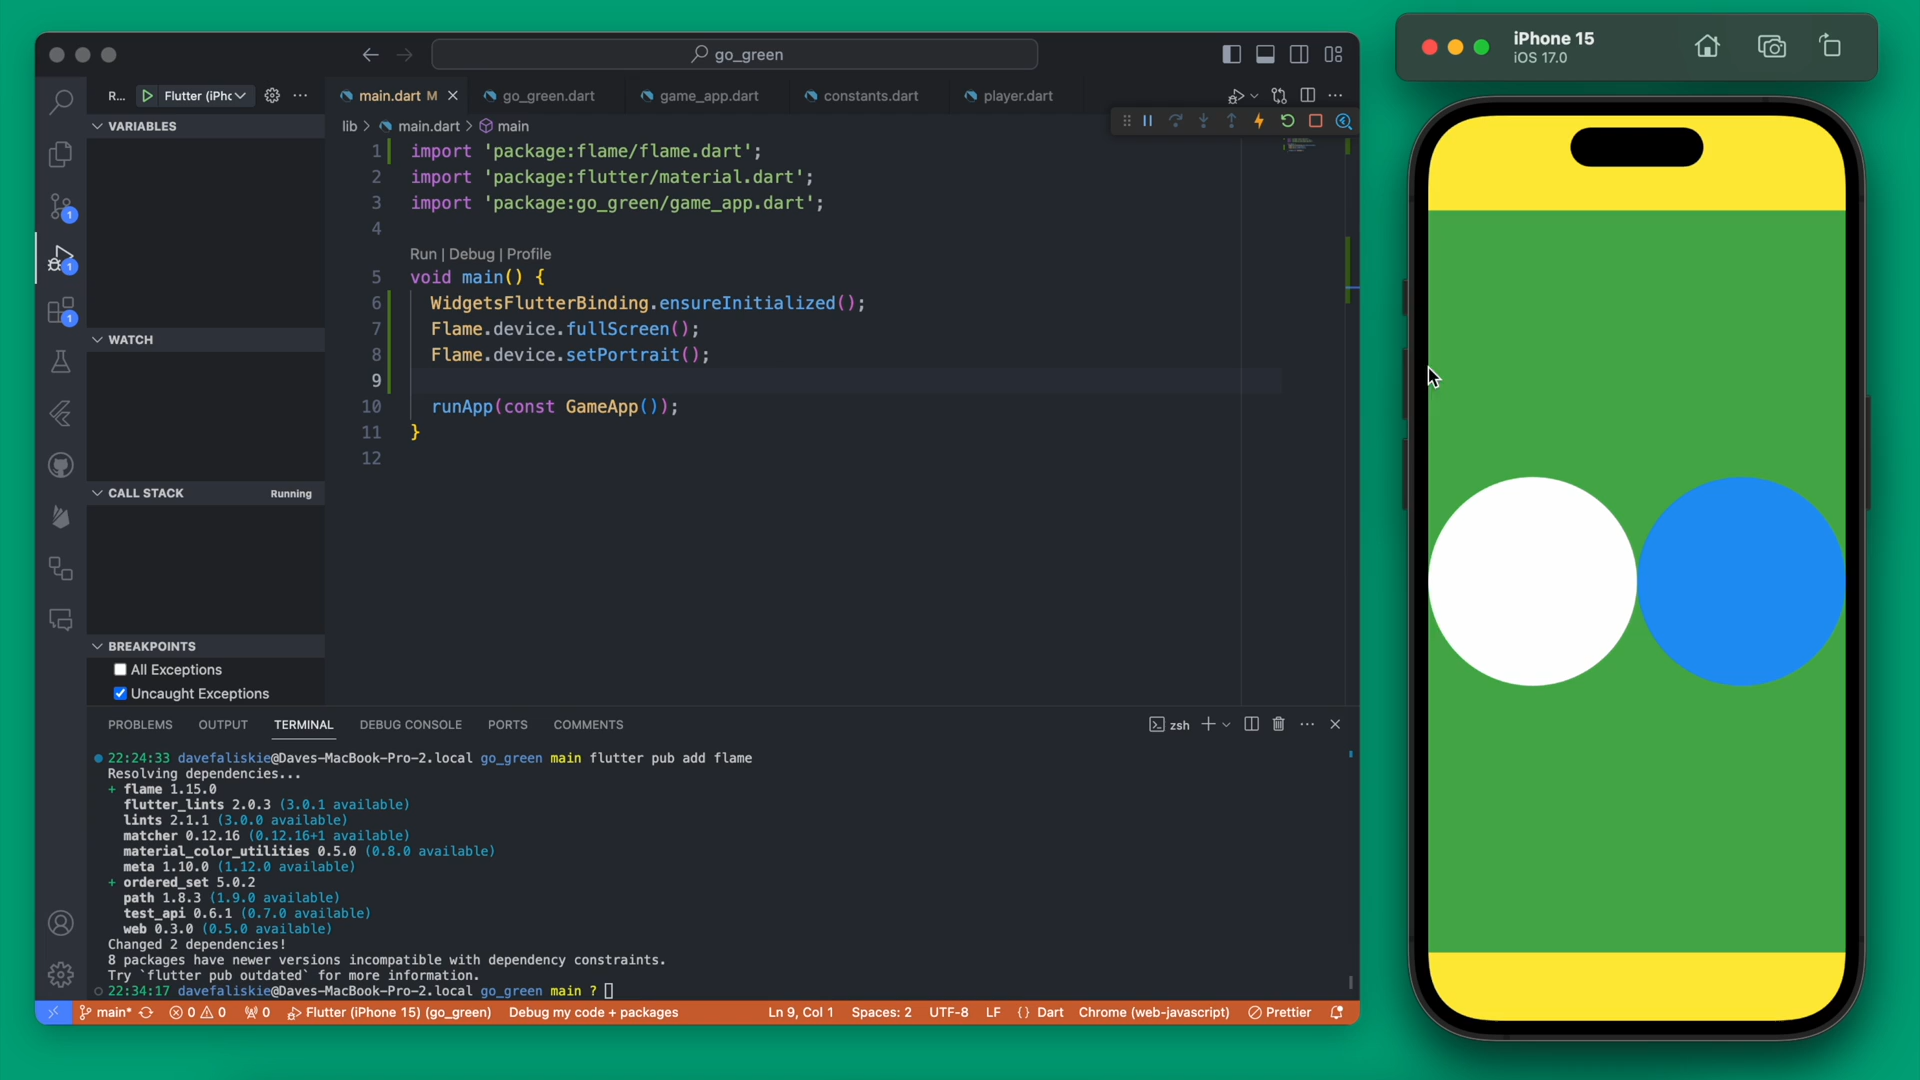 go_green
iPhone 15
iOS 17.0
R... Flutter (iPhc
main.dart M
go_green.dart
game_app.dart
constants.dart
player.dart
VARIABLES
lib > main.dart > main
1 import 'package:flame/flame.dart';
2 import 'package:flutter/material.dart';
3 import 'package:go_green/game_app.dart';
4
Run | Debug | Profile
5 void main() {
6 WidgetsFlutterBinding.ensureInitialized();
7 Flame.device.fullScreen();
8 Flame.device.setPortrait();
9
10 runApp(const GameApp());
11 }
12
1
1
1
WATCH
CALL STACK Running
BREAKPOINTS
All Exceptions
Uncaught Exceptions
PROBLEMS OUTPUT TERMINAL DEBUG CONSOLE PORTS COMMENTS
zsh
22:24:33 davefaliskie@Daves-MacBook-Pro-2.local go_green main flutter pub add flame
Resolving dependencies...
+ flame 1.15.0
flutter_lints 2.0.3 (3.0.1 available)
lints 2.1.1 (3.0.0 available)
matcher 0.12.16 (0.12.16+1 available)
material_color_utilities 0.5.0 (0.8.0 available)
meta 1.10.0 (1.12.0 available)
+ ordered_set 5.0.2
path 1.8.3 (1.9.0 available)
test_api 0.6.1 (0.7.0 available)
web 0.3.0 (0.5.0 available)
Changed 2 dependencies!
8 packages have newer versions incompatible with dependency constraints.
Try `flutter pub outdated` for more information.
22:34:17 davefaliskie@Daves-MacBook-Pro-2.local go_green main ?
main* 0 0 0 Flutter (iPhone 15) (go_green) Debug my code + packages Ln 9, Col 1 Spaces: 2 UTF-8 LF {} Dart Chrome (web-javascript) Prettier